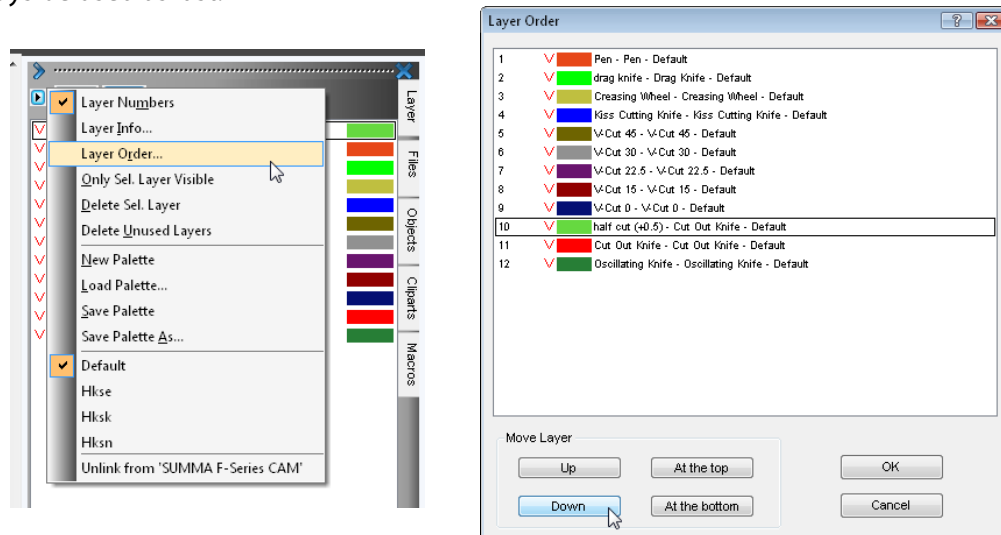 Layer Numbers
Layer Info...
Layer Order...
Only Sel. Layer Visible
Delete Sel. Layer
Delete Unused Layers
New Palette
Load Palette...
Save Palette
Save Palette As...
Default
Hkse
Hksk
Hksn
Unlink from 'SUMMA F-Series CAM'
Layer
Files
Objects
Cliparts
Macros
Layer Order
1 Pen - Pen - Default
2 drag knife - Drag Knife - Default
3 Creasing Wheel - Creasing Wheel - Default
4 Kiss Cutting Knife - Kiss Cutting Knife - Default
5 V-Cut 45 - V-Cut 45 - Default
6 V-Cut 30 - V-Cut 30 - Default
7 V-Cut 22.5 - V-Cut 22.5 - Default
8 V-Cut 15 - V-Cut 15 - Default
9 V-Cut 0 - V-Cut 0 - Default
10 half cut (+0.5) - Cut Out Knife - Default
11 Cut Out Knife - Cut Out Knife - Default
12 Oscillating Knife - Oscillating Knife - Default
Move Layer
Up
At the top
OK
Down
At the bottom
Cancel